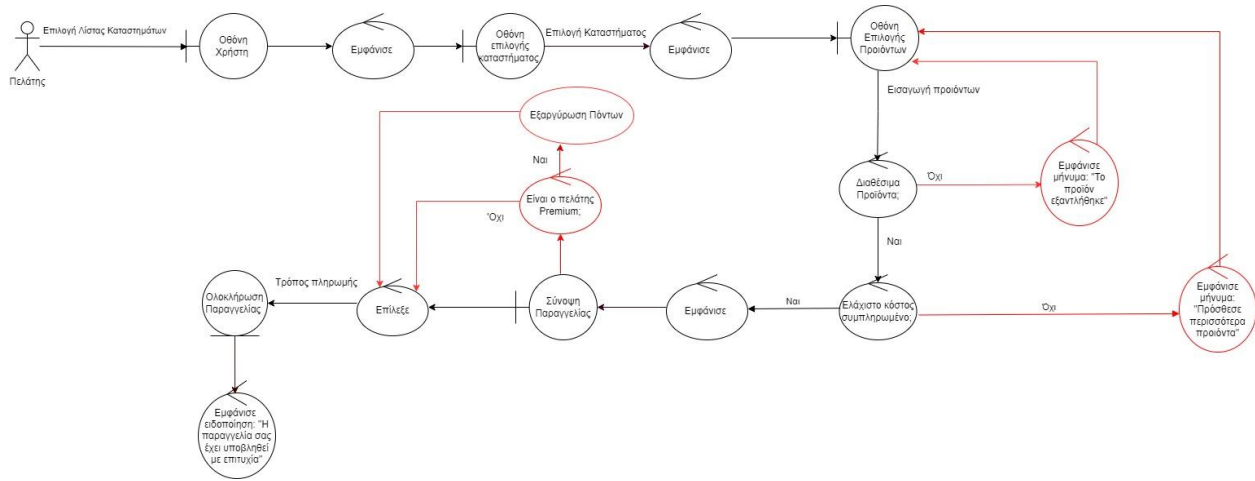 Επιλογή Λίστας Καταστημάτων
Πελάτης
Οθόνη
Χρήστη
Εμφάνισε
Οθόνη
επιλογής
καταστήματος
Επιλογή Καταστήματος
Εμφάνισε
Οθόνη
Επιλογής
Προιόντων
Εισαγωγή προιόντων
Διαθέσιμα
Προϊόντα;
Όχι
Εμφάνισε
μήνυμα: "Το
προϊόν
εξαντλήθηκε"
Ναι
Ελάχιστο κόστος
συμπληρωμένο;
Όχι
Εμφάνισε
μήνυμα:
"Πρόσθεσε
περισσότερα
προιόντα"
Ναι
Εμφάνισε
Σύνοψη
Παραγγελίας
Είναι ο πελάτης
Premium;
Ναι
Εξαργύρωση Πόντων
'Όχι
Επίλεξε
Τρόπος πληρωμής
Ολοκλήρωση
Παραγγελίας
Εμφάνισε
ειδοποίηση: "Η
παραγγελία σας
έχει υποβληθεί
με επιτυχία"